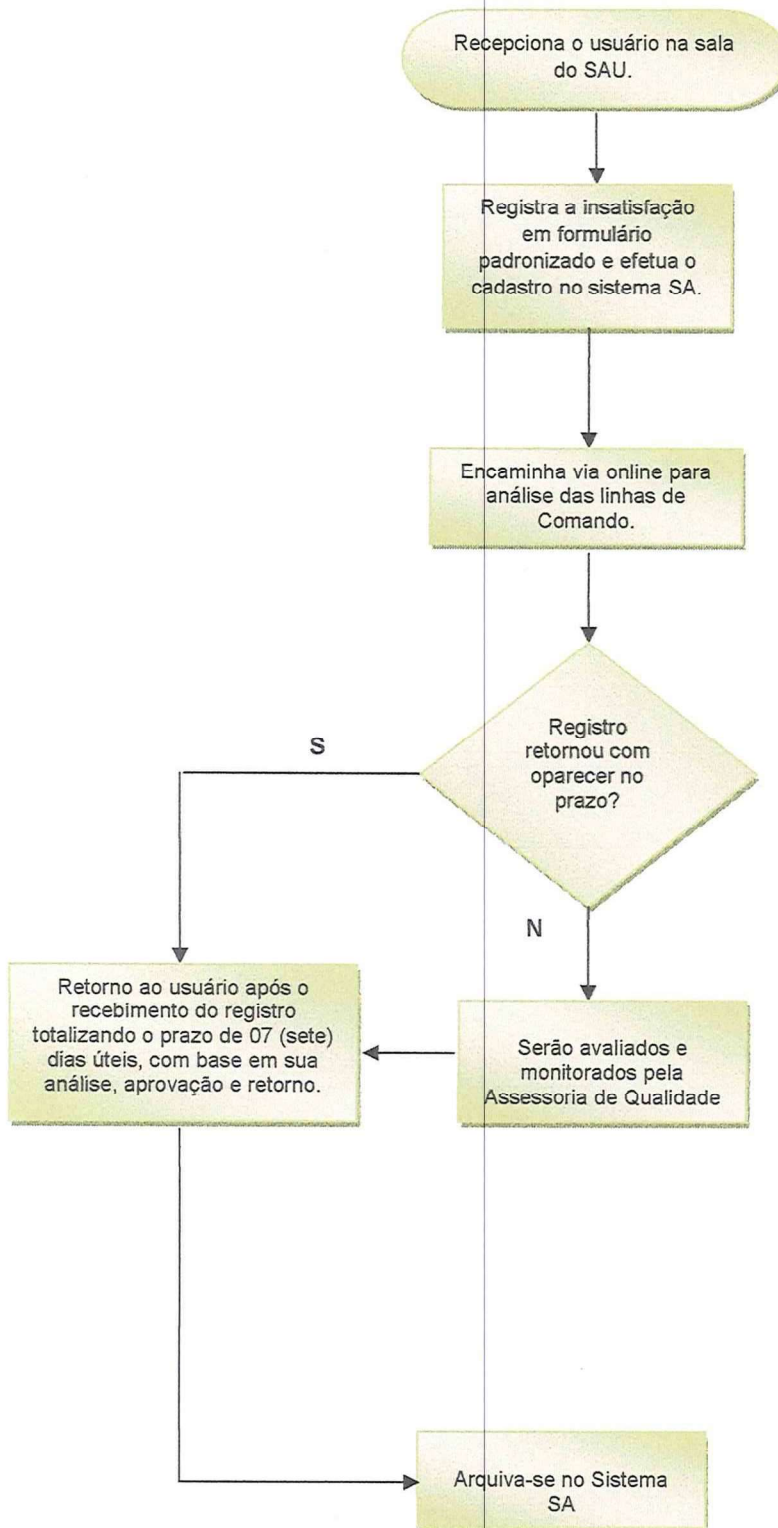 Recepciona o usuário na sala
do SAU.
Registra a insatisfação
em formulário
padronizado e efetua o
cadastro no sistema SA.
Encaminha via online para
análise das linhas de
Comando.
Registro
retornou com
oparecer no
prazo?
S
N
Retorno ao usuário após o
recebimento do registro
totalizando o prazo de 07 (sete)
dias úteis, com base em sua
análise, aprovação e retorno.
Serão avaliados e
monitorados pela
Assessoria de Qualidade
Arquiva-se no Sistema
SA